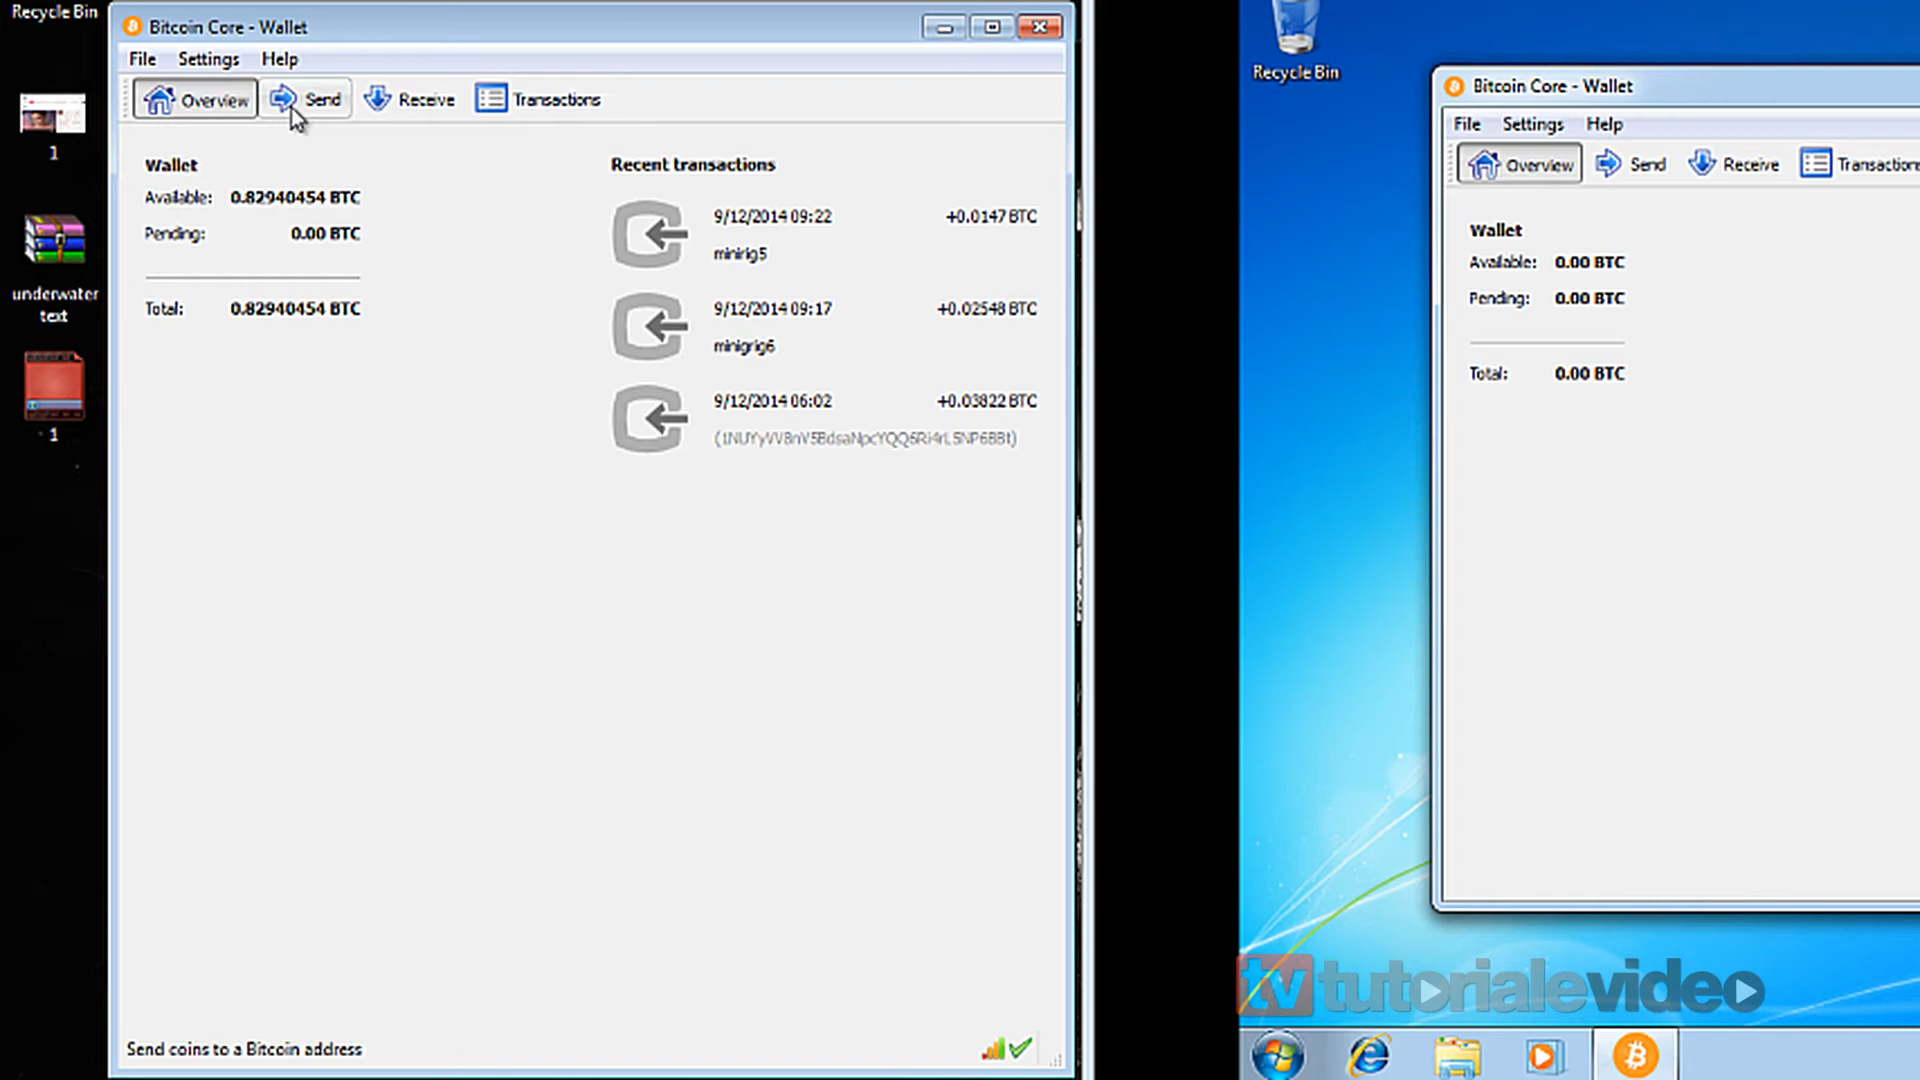 Recycle Bin
1
underwater
text
1
Bitcoin Core - Wallet
File Settings Help
Overview Send Receive Transactions
Wallet
Available: 0.82940454 BTC
Pending: 0.00 BTC
Total: 0.82940454 BTC
Recent transactions
9/12/2014 09:22 +0.0147 BTC
minirig5
9/12/2014 09:17 +0.02548 BTC
minigrig6
9/12/2014 06:02 +0.03822 BTC
Send coins to a Bitcoin address
Recycle Bin
Bitcoin Core - Wallet
File Settings Help
Overview Send Receive
Wallet
Available: 0.00 BTC
Pending: 0.00 BTC
Total: 0.00 BTC
tv tutorialevideo